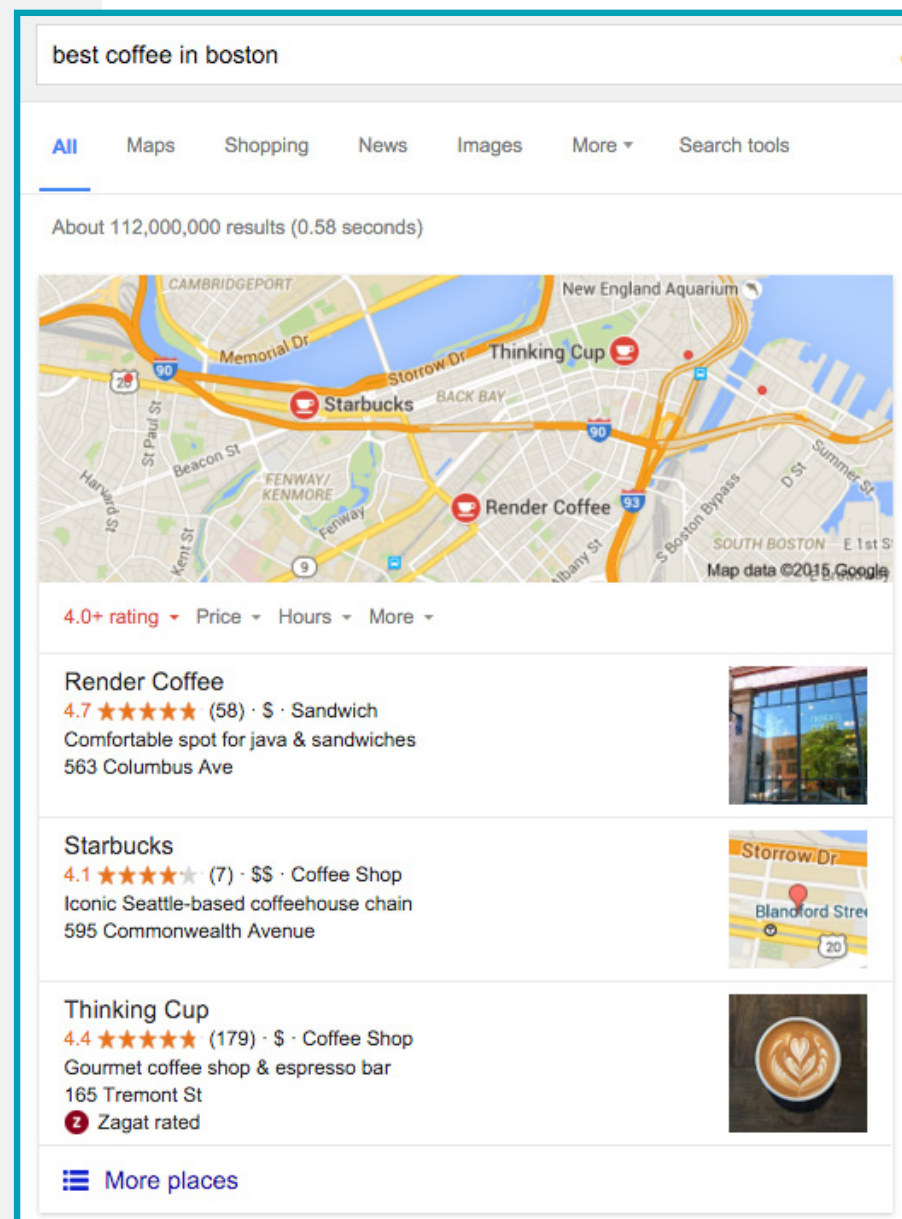 best coffee in boston
All Maps Shopping News Images More Search tools
About 112,000,000 results (0.58 seconds)
CAMBRIDGEPORT
New England Aquarium
Memorial Dr
Thinking Cup
Storrow Dr
90
20
Starbucks
BACK BAY
St Paul St
90
Beacon St
Summer St
Harvard St
FENWAY/
KENMORE
D St
Render Coffee
93
Fenway
S Boston Bypass
Kent St
9
Albany St
SOUTH BOSTON
E 1st S
Map data ©2015 Google
4.0+ rating Price Hours More
Render Coffee
4.7 (58) · $ · Sandwich
Comfortable spot for java & sandwiches
563 Columbus Ave
Starbucks
4.1 (7) · $$ · Coffee Shop
Iconic Seattle-based coffeehouse chain
595 Commonwealth Avenue
Storrow Dr
Blandford Stree
20
Thinking Cup
4.4 (179) · $ · Coffee Shop
Gourmet coffee shop & espresso bar
165 Tremont St
Z Zagat rated
More places